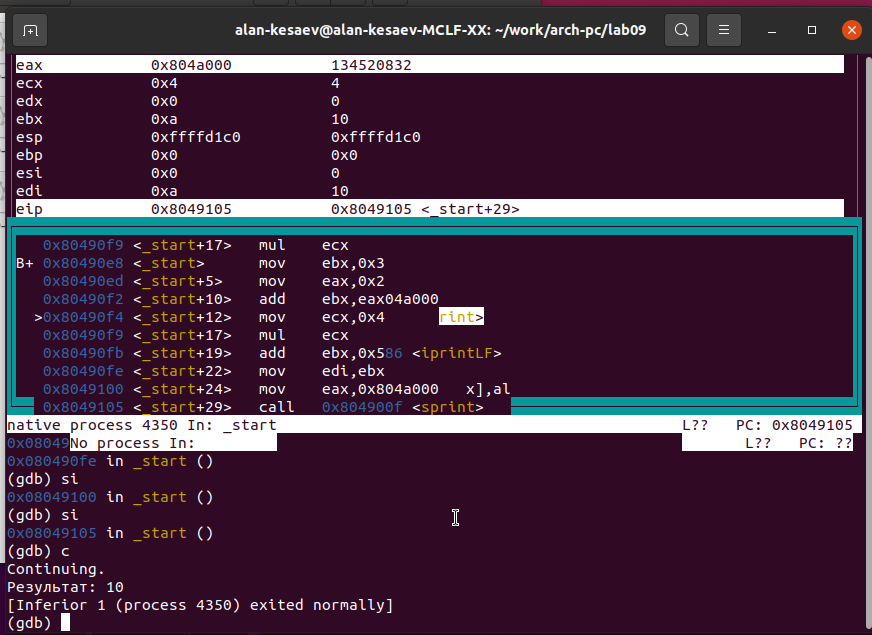 alan-kesaev@alan-kesaev-MCLF-XX: ~/work/arch-pc/lab09
eax 0x804a000 134520832
ecx 0x4 4
edx 0x0 0
ebx 0xa 10
esp 0xffffd1c0 0xffffd1c0
ebp 0x0 0x0
esi 0x0 0
edi 0xa 10
eip 0x8049105 0x8049105 <_start+29>
0x80490f9 <_start+17> mul ecx
B+ 0x80490e8 <_start> mov ebx,0x3
0x80490ed <_start+5> mov eax,0x2
0x80490f2 <_start+10> add ebx,eax04a000
>0x80490f4 <_start+12> mov ecx,0x4 rint>
0x80490f9 <_start+17> mul ecx
0x80490fb <_start+19> add ebx,0x586 <iprintLF>
0x80490fe <_start+22> mov edi,ebx
0x8049100 <_start+24> mov eax,0x804a000 x],al
0x8049105 <_start+29> call 0x804900f <sprint>
native process 4350 In: _start L?? PC: 0x8049105
0x08049No process In: L?? PC: ??
0x080490fe in _start ()
(gdb) si
0x08049100 in _start ()
(gdb) si
0x08049105 in _start ()
(gdb) c
Continuing.
Результат: 10
[Inferior 1 (process 4350) exited normally]
(gdb)